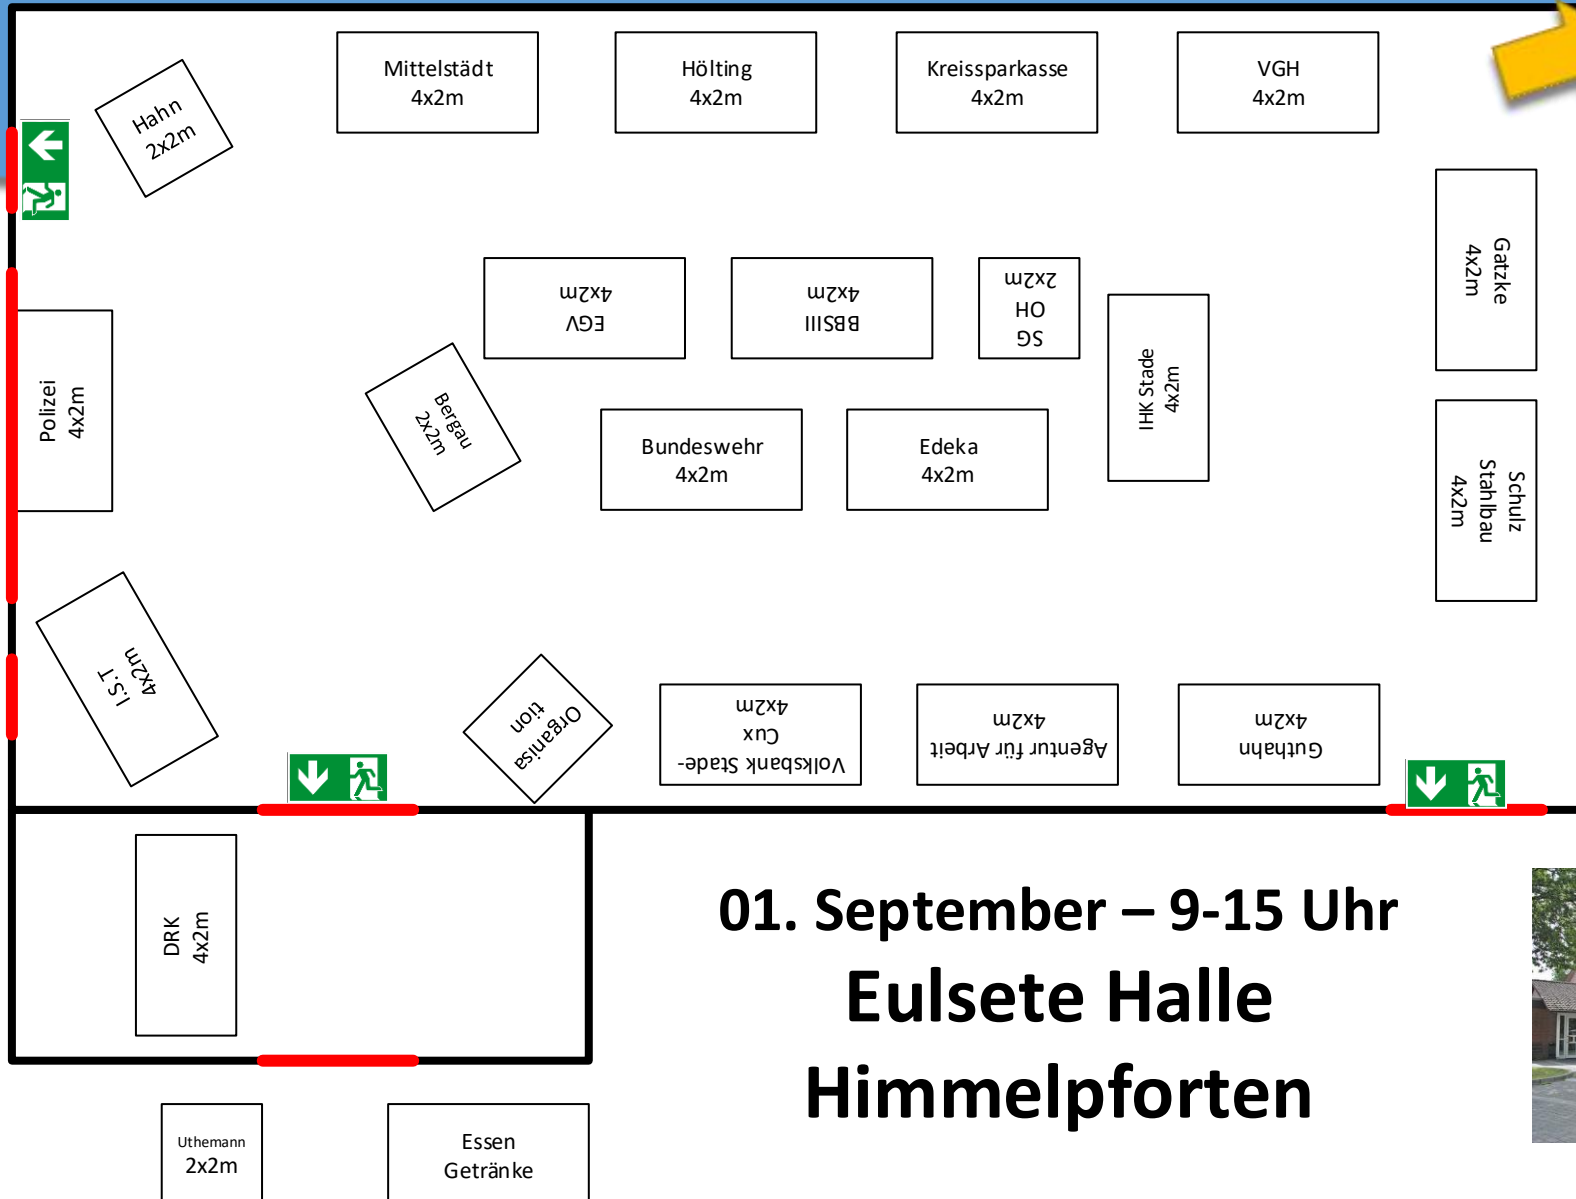 Mittelstädt
4x2m
Hölting
4x2m
Kreissparkasse
4x2m
VGH
4x2m
Hahn
2x2m
Gatzke
4x2m
EGV
4x2m
BBSIII
4x2m
SG
OH
2x2m
IHK Stade
4x2m
Polizei
4x2m
Bergau
2x2m
Bundeswehr
4x2m
Edeka
4x2m
Schulz
Stahlbau
4x2m
I.S.T
4x2m
Organisa
tion
Volksbank Stade-
Cux
4x2m
Agentur für Arbeit
4x2m
Guthahn
4x2m
DRK
4x2m
01. September – 9-15 Uhr
Eulsete Halle
Himmelpforten
Uthemann
2x2m
Essen
Getränke